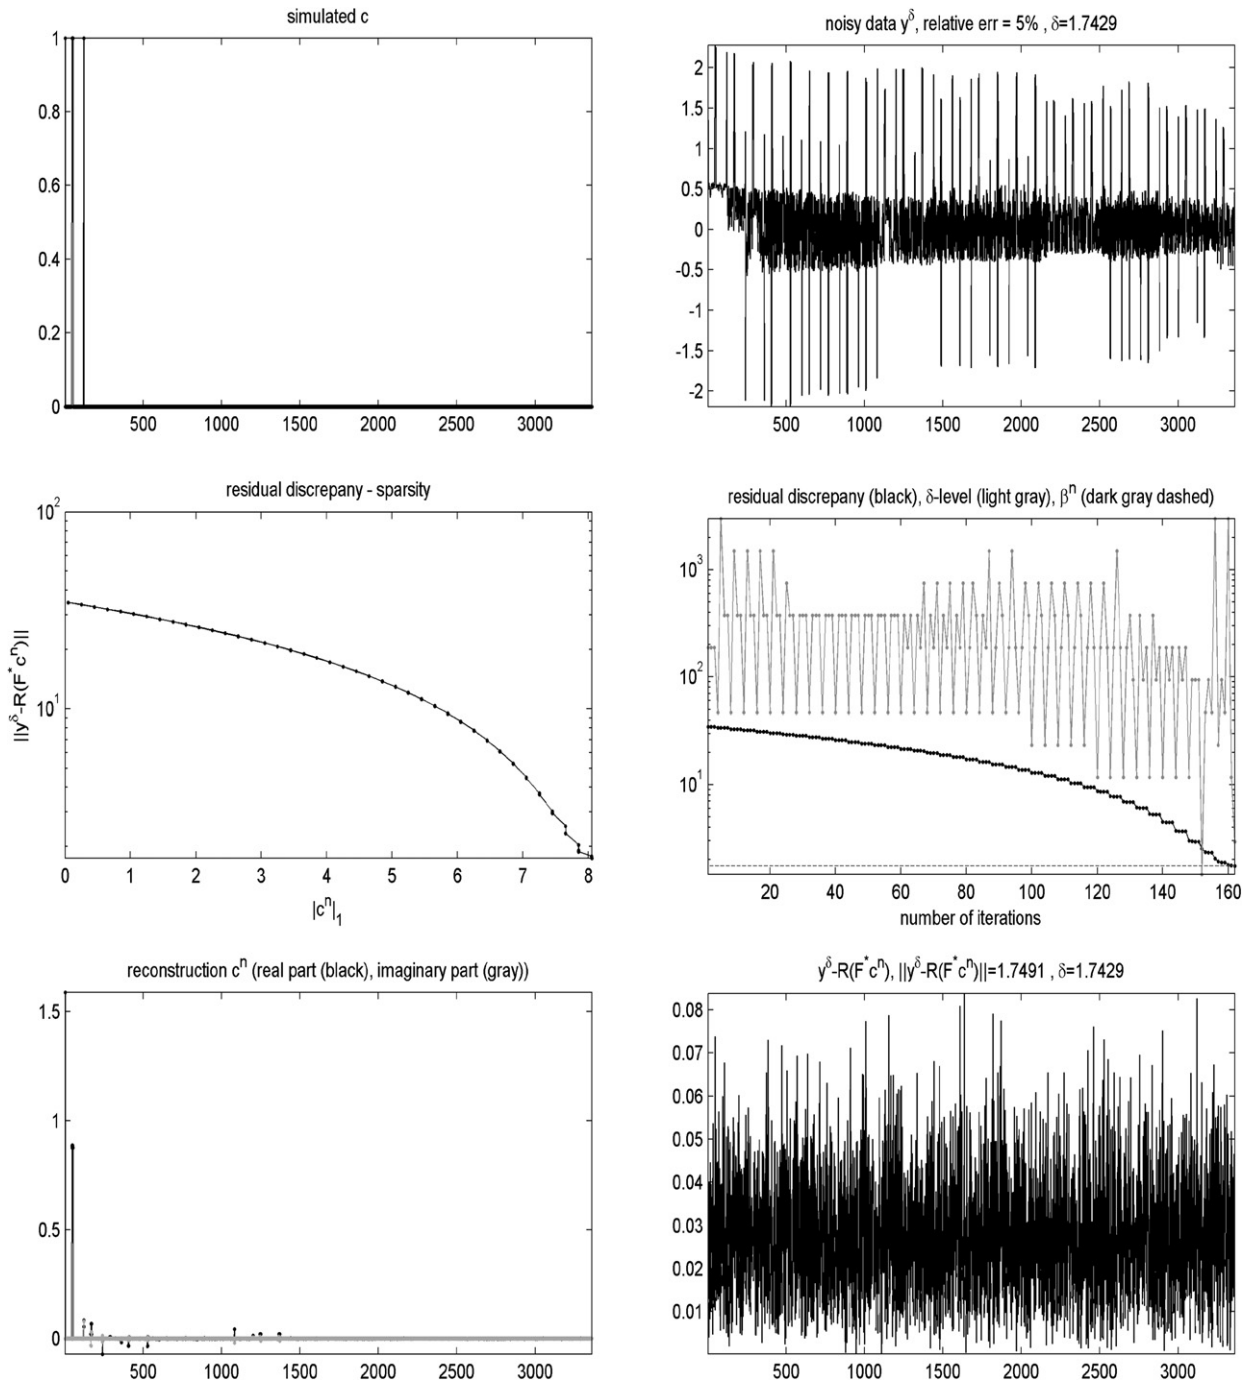 simulated c
1
0.8
0.6
0.4
0.2
0
500 1000 1500 2000 2500 3000
noisy data y^δ, relative err = 5% , δ=1.7429
2
1.5
1
0.5
0
-0.5
-1
-1.5
-2
500 1000 1500 2000 2500 3000
residual discrepany - sparsity
||y^δ-R(F^*c^n)||
10^2
10^1
0 1 2 3 4 5 6 7 8
|c^n|_1
residual discrepany (black), δ-level (light gray), β^n (dark gray dashed)
10^3
10^2
10^1
20 40 60 80 100 120 140 160
number of iterations
reconstruction c^n (real part (black), imaginary part (gray))
1.5
1
0.5
0
500 1000 1500 2000 2500 3000
y^δ-R(F^*c^n), ||y^δ-R(F^*c^n)||=1.7491 , δ=1.7429
0.08
0.07
0.06
0.05
0.04
0.03
0.02
0.01
500 1000 1500 2000 2500 3000